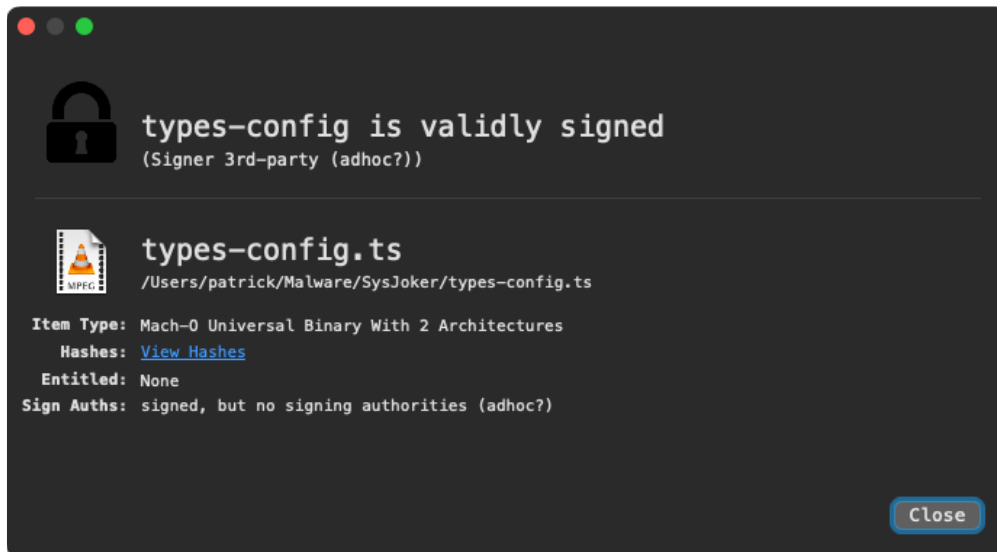 types-config is validly signed
(Signer 3rd-party (adhoc?))
types-config.ts
/Users/patrick/Malware/SysJoker/types-config.ts
MPEG
Item Type: Mach-O Universal Binary With 2 Architectures
Hashes: View Hashes
Entitled: None
Sign Auths: signed, but no signing authorities (adhoc?)
Close